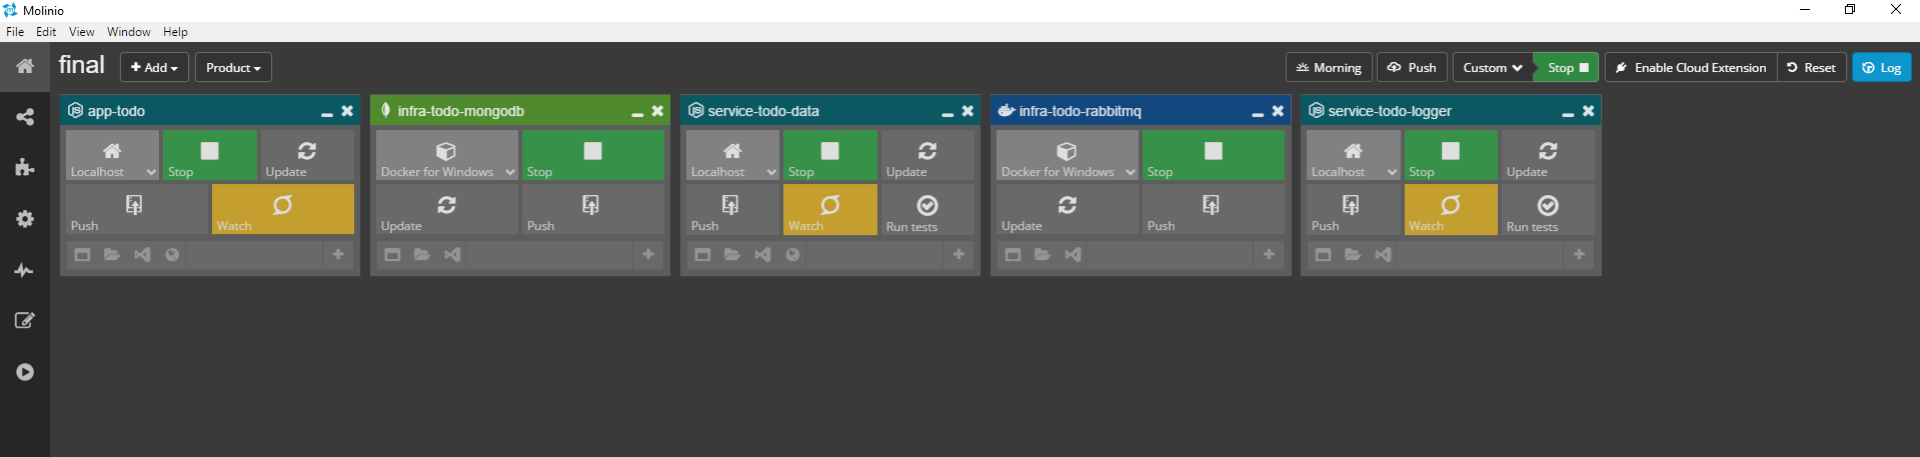 Molinio
File Edit View Window Help
final Add Product Morning Push Custom Stop Enable Cloud Extension Reset Log
app-todo infra-todo-mongodb service-todo-data infra-todo-rabbitmq service-todo-logger
Localhost Stop Update Docker for Windows Stop Localhost Stop Update Docker for Windows Stop Localhost Stop Update
Push Watch Update Push Push Watch Run tests Update Push Push Watch Run tests